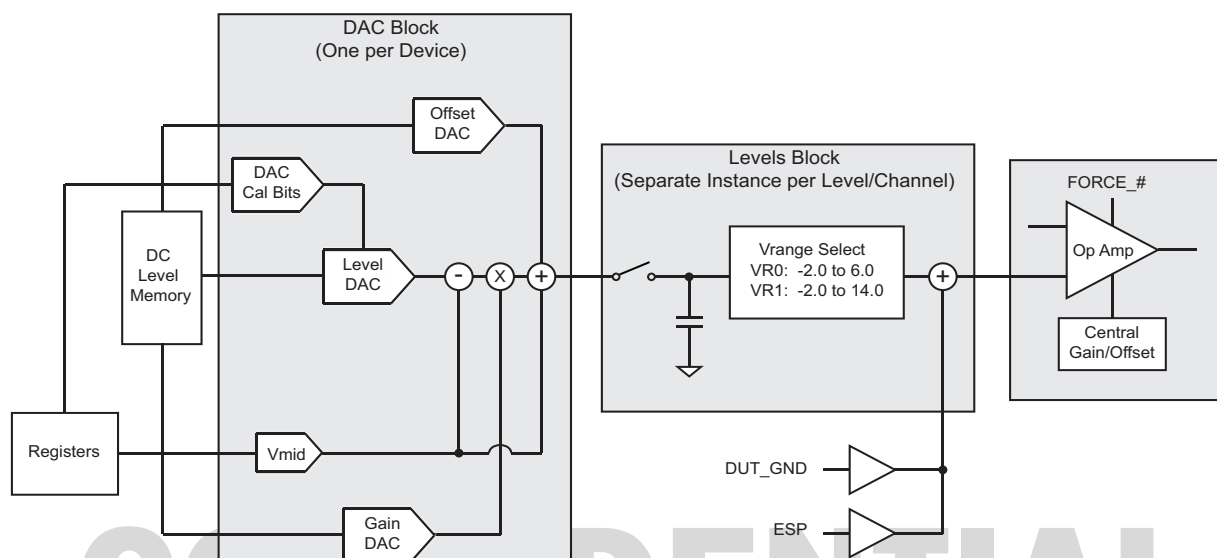 DAC Block
(One per Device)
Offset
DAC
DAC
Cal Bits
DC
Level
Memory
Level
DAC
-
X
+
Registers
Vmid
Gain
DAC
Levels Block
(Separate Instance per Level/Channel)
Vrange Select
VR0: -2.0 to 6.0
VR1: -2.0 to 14.0
+
FORCE_#
Op Amp
Central
Gain/Offset
DUT_GND
ESP